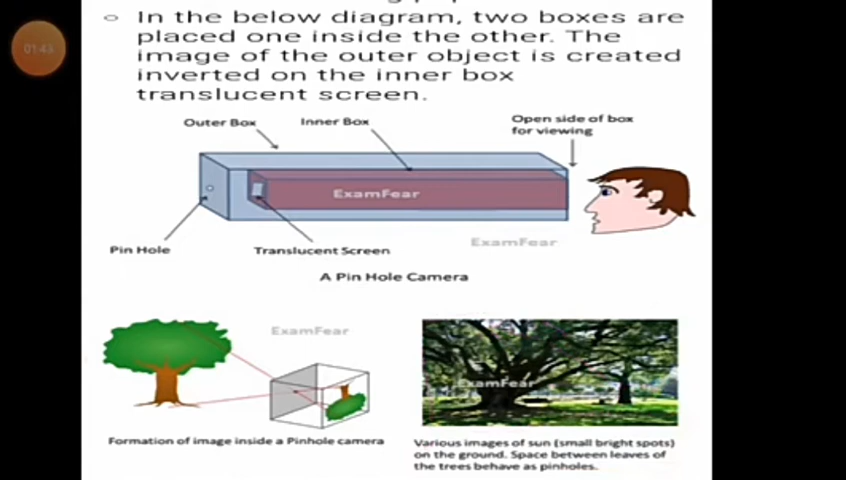 In the below diagram, two boxes are
placed one inside the other. The
image of the outer object is created
inverted on the inner box
translucent screen.
01:43
Outer Box
Inner Box
Open side of box
for viewing
ExamFear
Pin Hole
Translucent Screen
ExamFear
A Pin Hole Camera
ExamFear
ExamFear
Formation of image inside a Pinhole camera
Various images of sun (small bright spots)
on the ground. Space between leaves of
the trees behave as pinholes.